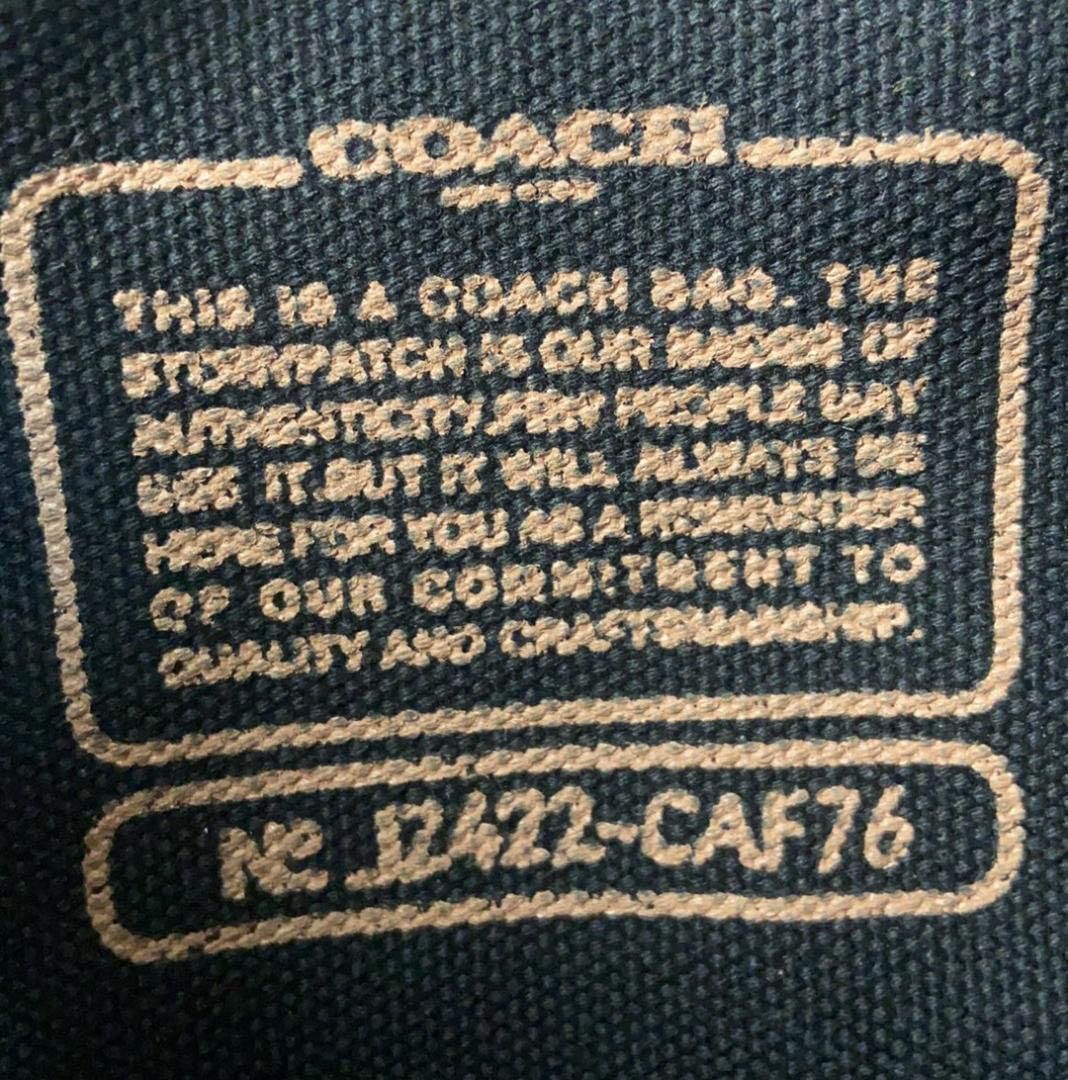 COACH
THIS IS A COACH BAG. THE
STORYPATCH IS OUR BADGE OF
AUTHENTICITY. FEW PEOPLE MAY
SEE IT. BUT IT WILL ALWAYS BE
HERE FOR YOU AS A REMINDER
OF OUR COMMITMENT TO
QUALITY AND CRAFTSMANSHIP.
Nº J2422-CAF76